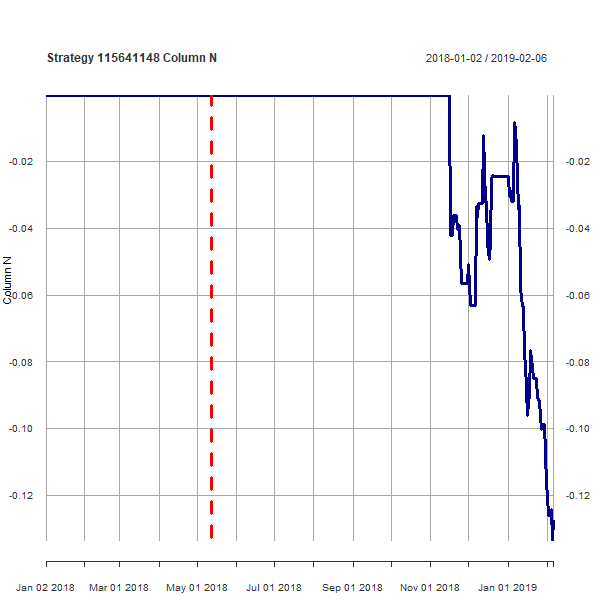 Strategy 115641148 Column N
2018-01-02 / 2019-02-06
-0.02 -0.02
-0.04 -0.04
Column N
-0.06 -0.06
-0.08 -0.08
-0.10 -0.10
-0.12 -0.12
Jan 02 2018 Mar 01 2018 May 01 2018 Jul 01 2018 Sep 01 2018 Nov 01 2018 Jan 01 2019